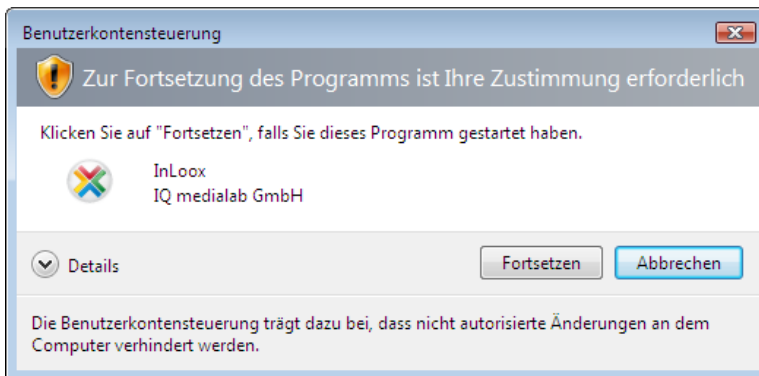 Benutzerkontensteuerung
Zur Fortsetzung des Programms ist Ihre Zustimmung erforderlich
Klicken Sie auf "Fortsetzen", falls Sie dieses Programm gestartet haben.
InLoox
IQ medialab GmbH
Details
Fortsetzen
Abbrechen
Die Benutzerkontensteuerung trägt dazu bei, dass nicht autorisierte Änderungen an dem
Computer verhindert werden.